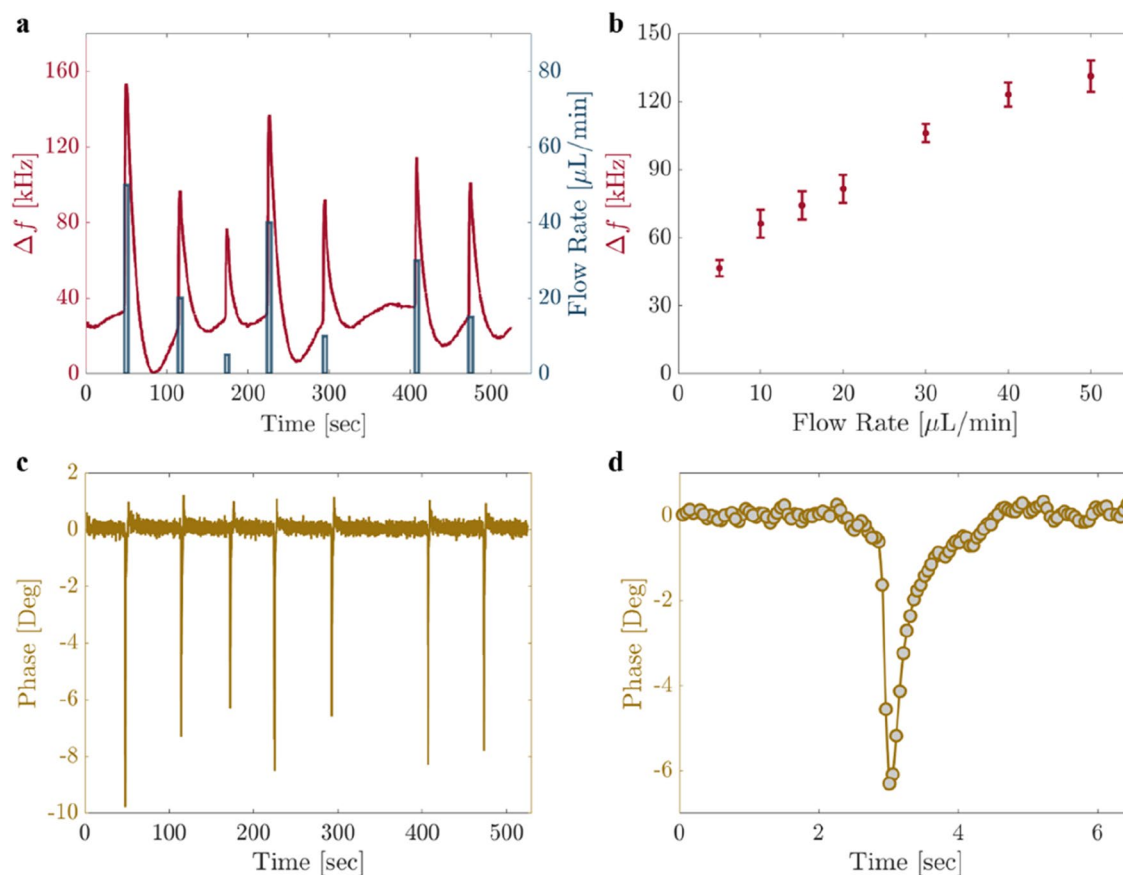 a
160
120
80
40
0
Δf [kHz]
80
60
40
20
0
Flow Rate [μL/min]
0 100 200 300 400 500
Time [sec]
b
150
120
90
60
30
0
Δf [kHz]
0 10 20 30 40 50
Flow Rate [μL/min]
c
2
0
-2
-4
-6
-8
-10
Phase [Deg]
0 100 200 300 400 500
Time [sec]
d
0
-2
-4
-6
Phase [Deg]
0 2 4 6
Time [sec]